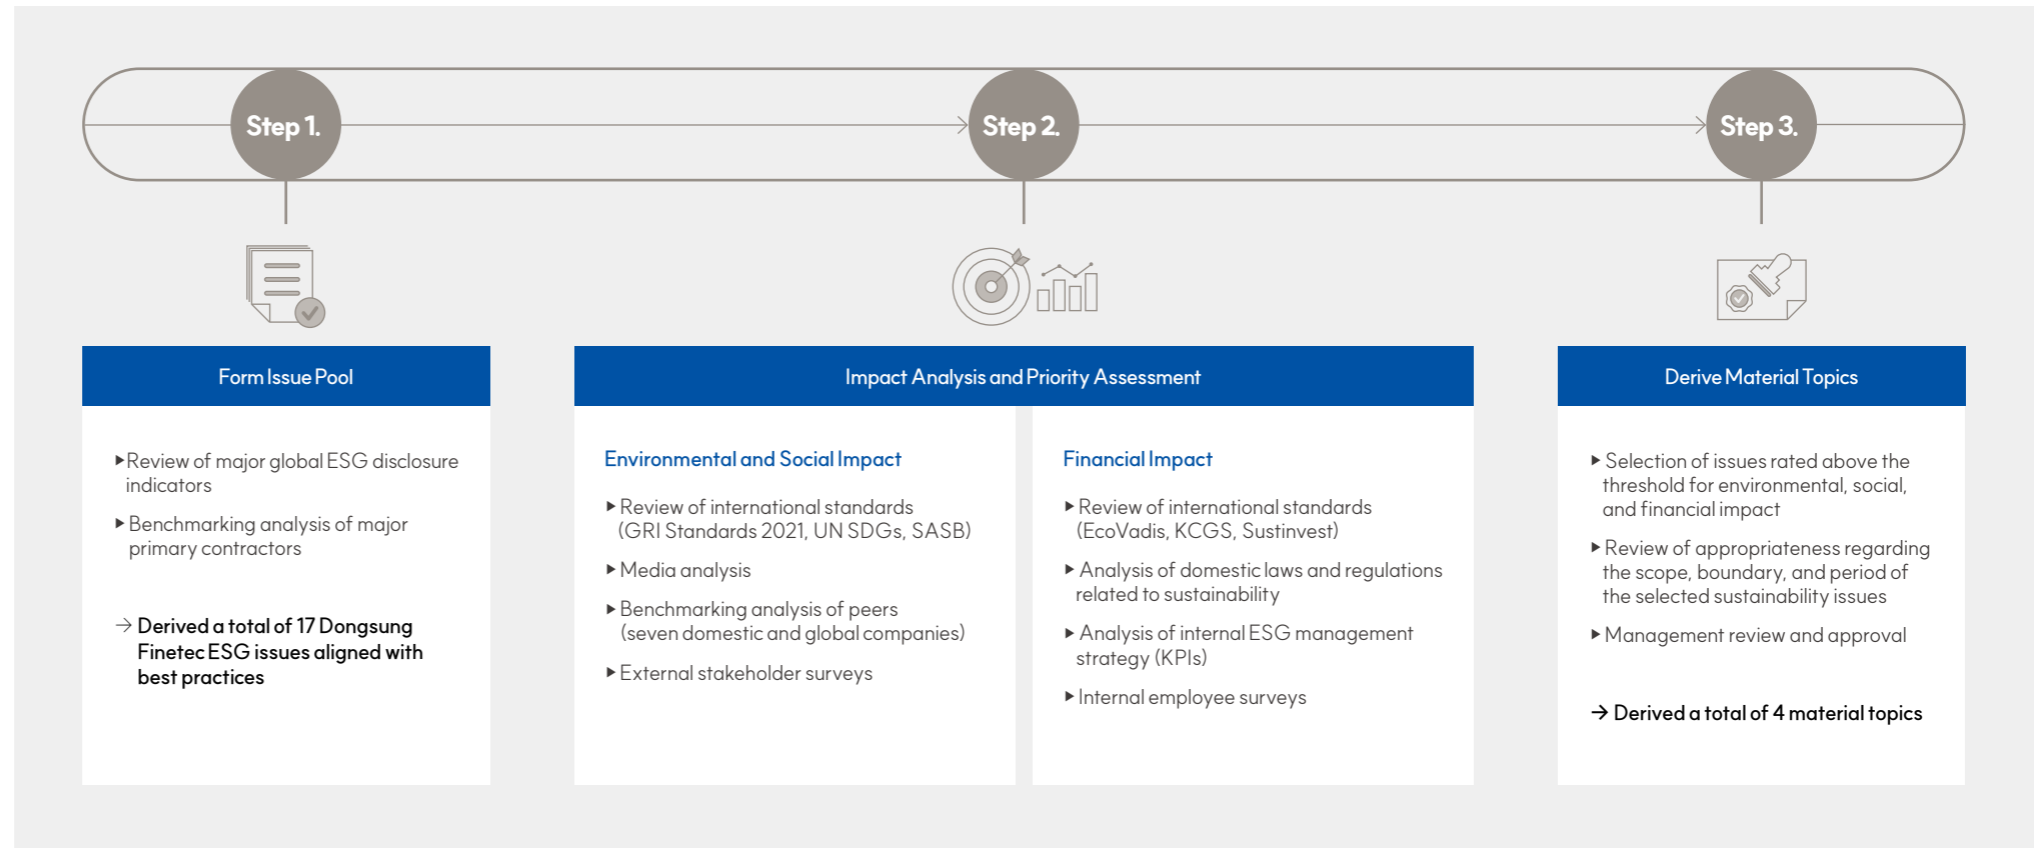 Step 1.
Step 2.
Step 3.
Form Issue Pool
▶Review of major global ESG disclosure
indicators
▶Benchmarking analysis of major
primary contractors
→ Derived a total of 17 Dongsung
Finetec ESG issues aligned with
best practices
Impact Analysis and Priority Assessment
Environmental and Social Impact
▶Review of international standards
(GRI Standards 2021, UN SDGs, SASB)
▶Media analysis
▶Benchmarking analysis of peers
(seven domestic and global companies)
▶External stakeholder surveys
Financial Impact
▶Review of international standards
(EcoVadis, KCGS, Sustinvest)
▶Analysis of domestic laws and regulations
related to sustainability
▶Analysis of internal ESG management
strategy (KPIs)
▶Internal employee surveys
Derive Material Topics
▶Selection of issues rated above the
threshold for environmental, social,
and financial impact
▶Review of appropriateness regarding
the scope, boundary, and period of
the selected sustainability issues
▶Management review and approval
→ Derived a total of 4 material topics